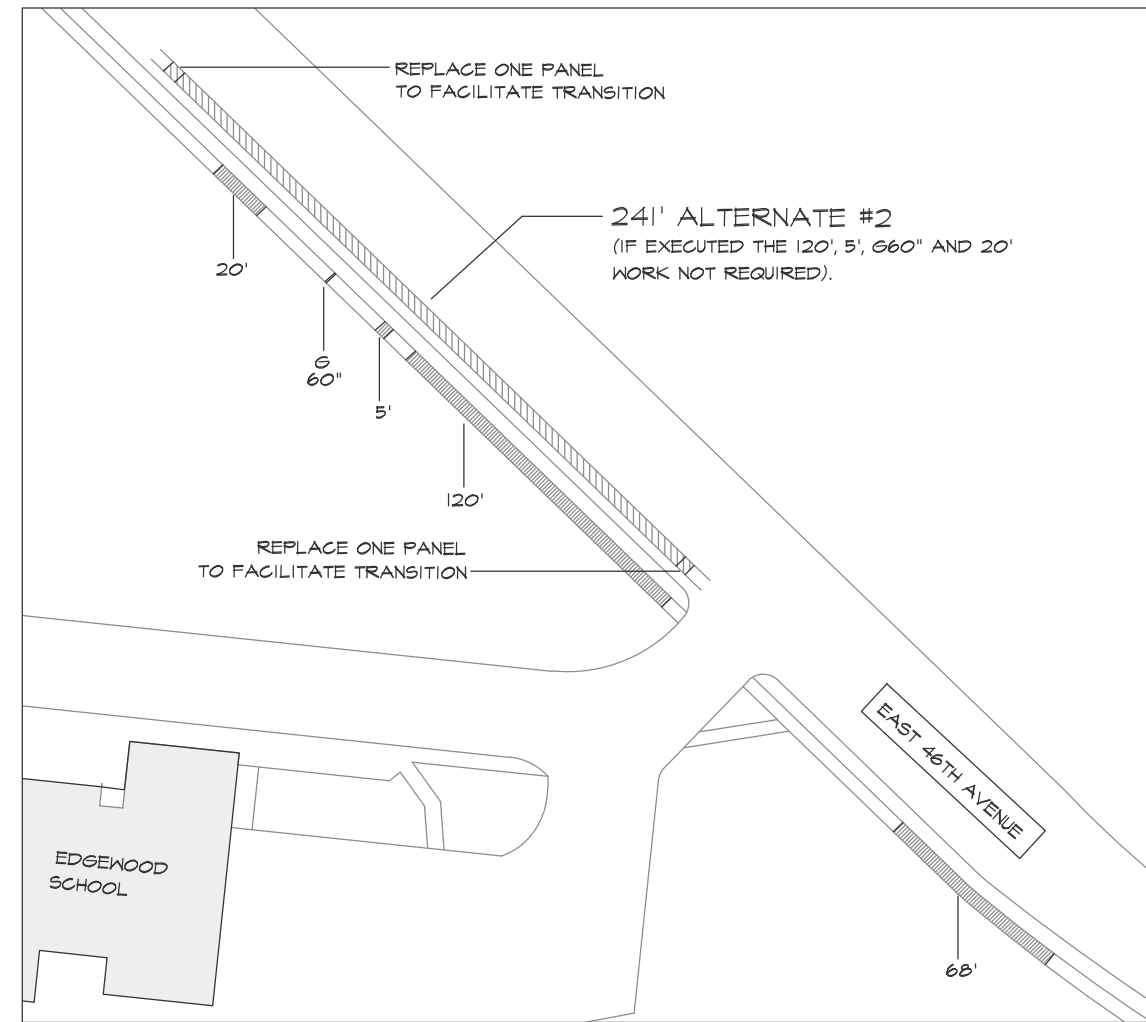 REPLACE ONE PANEL
TO FACILITATE TRANSITION
241' ALTERNATE #2
(IF EXECUTED THE 120', 5', G60" AND 20'
WORK NOT REQUIRED).
20'
G
60"
5'
120'
REPLACE ONE PANEL
TO FACILITATE TRANSITION
EAST 46TH AVENUE
EDGEWOOD
SCHOOL
68'